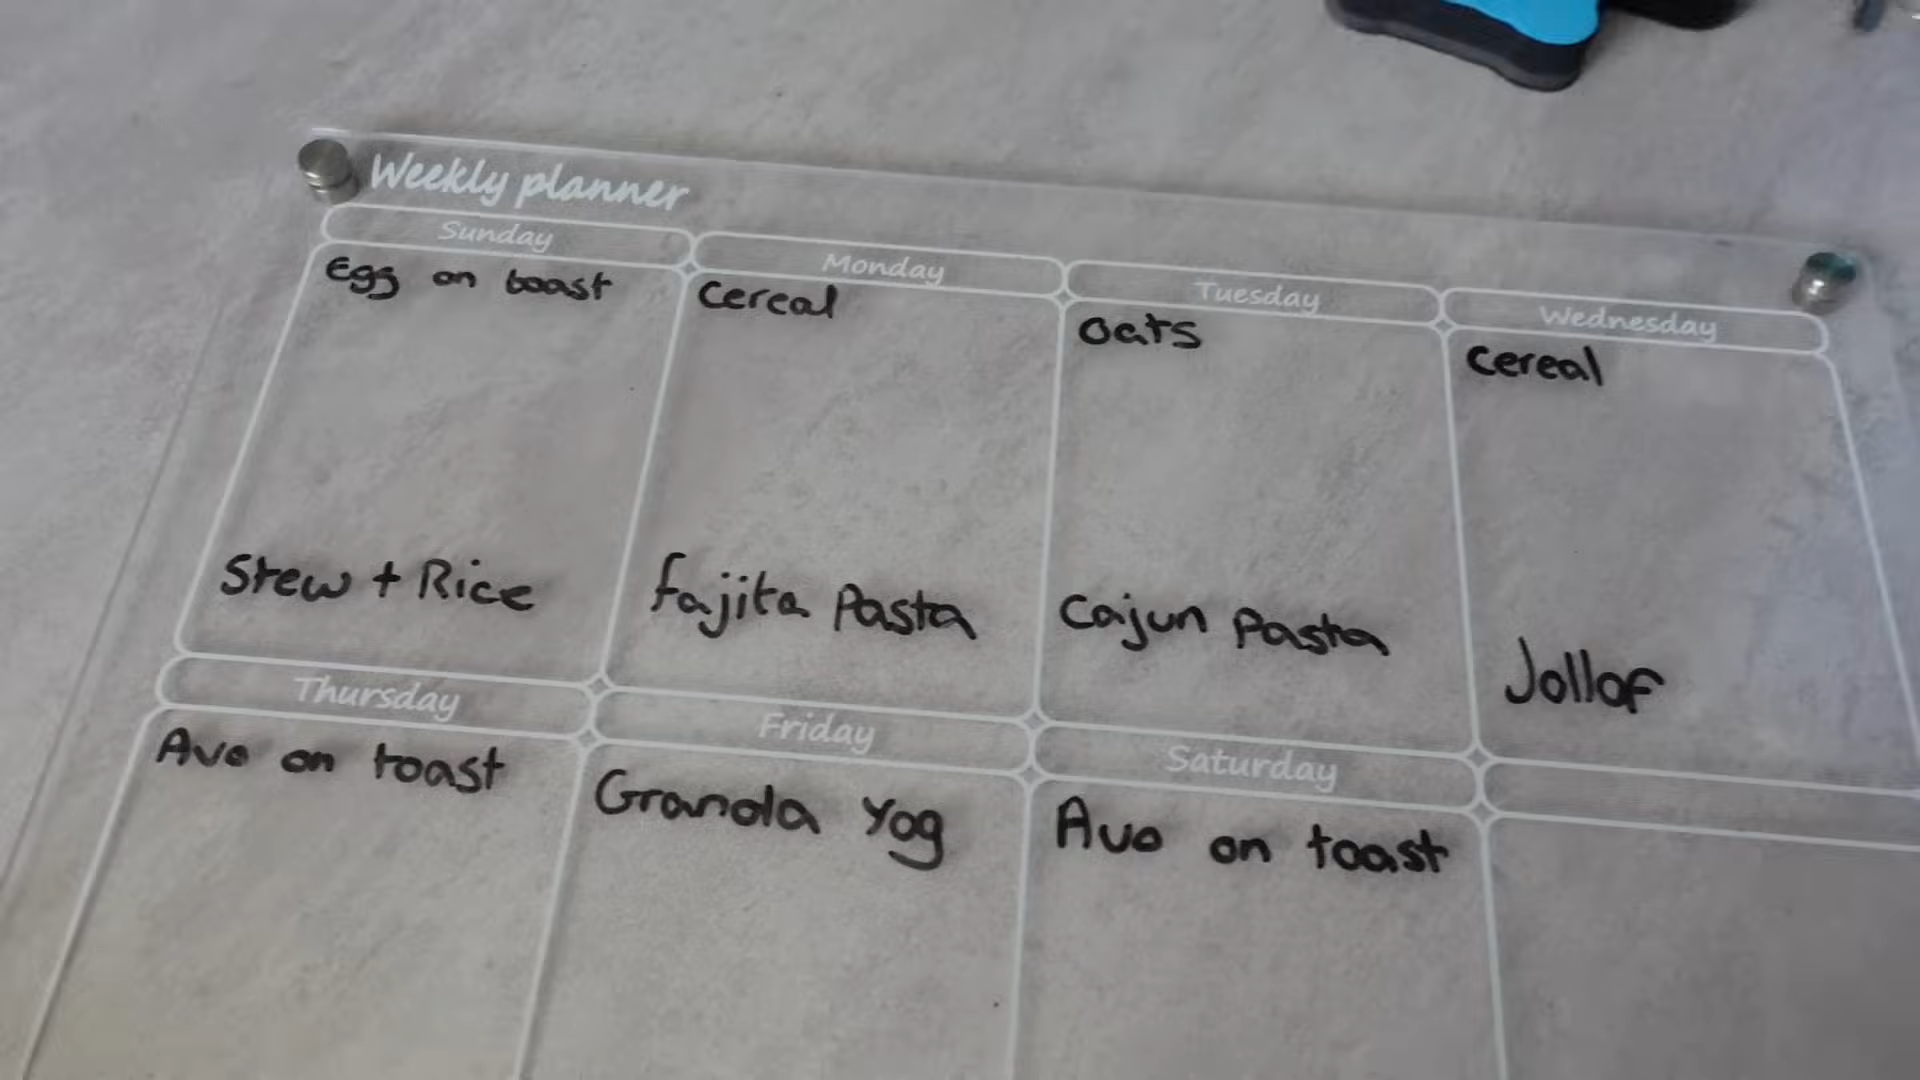 Weekly planner
Sunday
Monday
Tuesday
Wednesday
Egg on toast
Cereal
Oats
Cereal
Stew + Rice
Fajita Pasta
Cajun Pasta
Jollof
Thursday
Friday
Saturday
Avo on toast
Granola Yog
Avo on toast